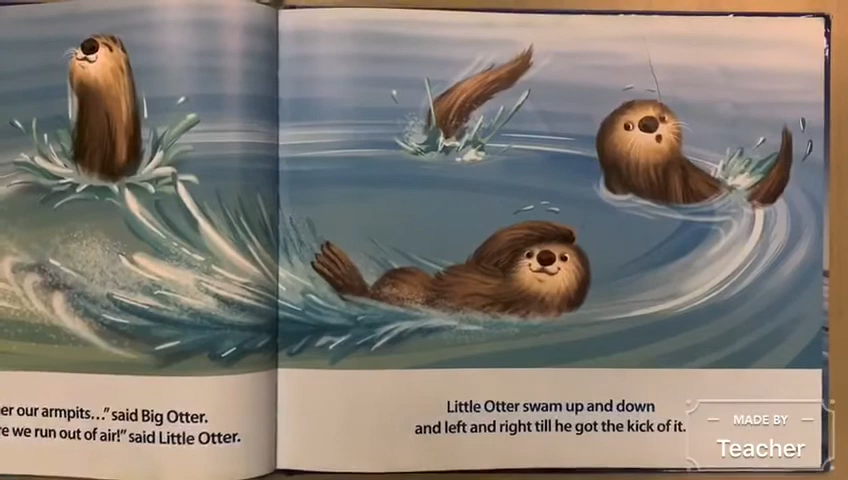 er our armpits..." said Big Otter.
re we run out of air!" said Little Otter.
Little Otter swam up and down
and left and right till he got the kick of it.
MADE BY
Teacher